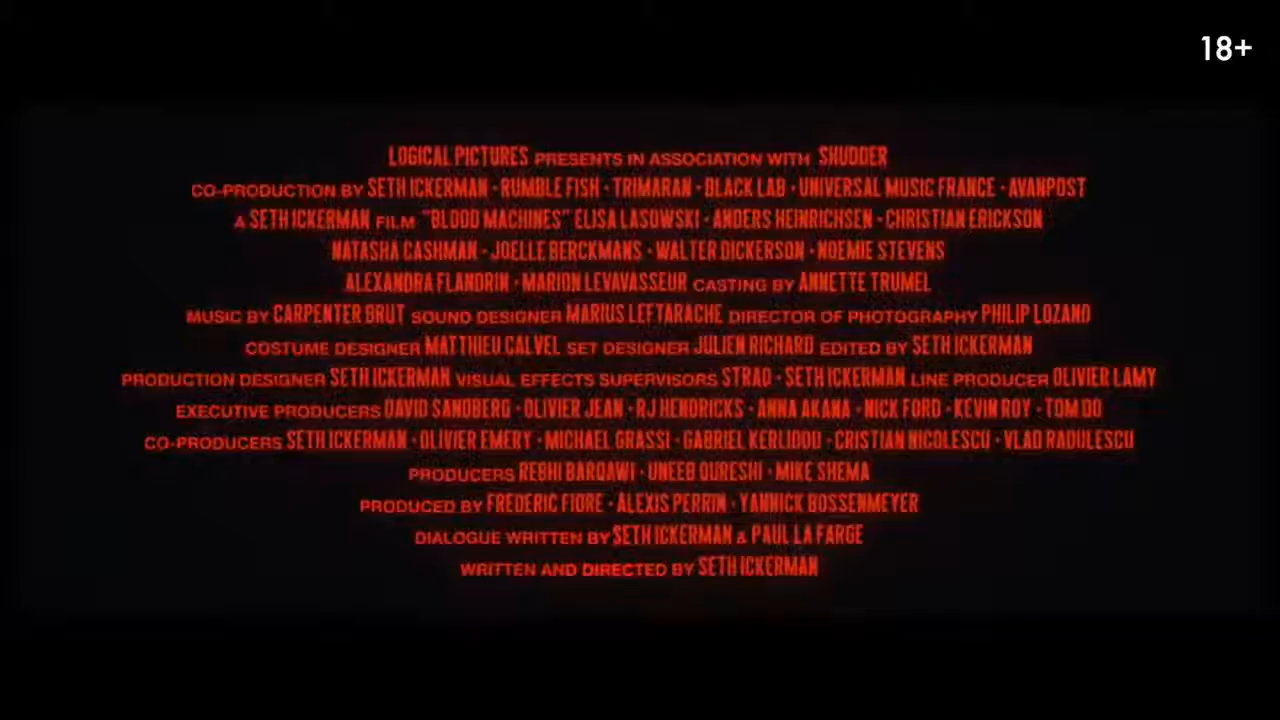 18+
LOGICAL PICTURES PRESENTS IN ASSOCIATION WITH SHUDDER
CO-PRODUCTION BY SETH ICKERMAN · RUMBLE FISH · TRIMARAN · BLACK LAB · UNIVERSAL MUSIC FRANCE · AVANPOST
A SETH ICKERMAN FILM "BLOOD MACHINES" ELISA LASOWSKI · ANDERS HEINRICHSEN · CHRISTIAN ERICKSON
NATASHA CASHMAN · JOELLE BERCKMANS · WALTER DICKERSON · NOEMIE STEVENS
ALEXANDRA FLANDRIN · MARION LEVAVASSEUR CASTING BY ANNETTE TRUMEL
MUSIC BY CARPENTER BRUT SOUND DESIGNER MARIUS LEFTARACHE DIRECTOR OF PHOTOGRAPHY PHILIP LOZANO
COSTUME DESIGNER MATTHIEU CALVEL SET DESIGNER JULIEN RICHARD EDITED BY SETH ICKERMAN
PRODUCTION DESIGNER SETH ICKERMAN VISUAL EFFECTS SUPERVISORS STRAO · SETH ICKERMAN LINE PRODUCER OLIVIER LAMY
EXECUTIVE PRODUCERS DAVID SANDBERG · OLIVIER JEAN · RJ HENDRICKS · ANNA AKANA · NICK FORD · KEVIN ROY · TOM DO
CO-PRODUCERS SETH ICKERMAN · OLIVIER EMERY · MICHAEL GRASSI · GABRIEL KERLIDOU · CRISTIAN NICOLESCU · VLAD RADULESCU
PRODUCERS REBHI BARQAWI · UNEEB QURESHI · MIKE SHEMA
PRODUCED BY FREDERIC FIORE · ALEXIS PERRIN · YANNICK BOSSENMEYER
DIALOGUE WRITTEN BY SETH ICKERMAN & PAUL LA FARGE
WRITTEN AND DIRECTED BY SETH ICKERMAN